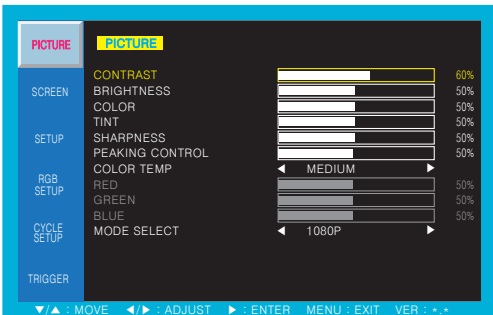 PICTURE
PICTURE
CONTRAST 60%
SCREEN
BRIGHTNESS 50%
COLOR 50%
TINT 50%
SETUP
SHARPNESS 50%
PEAKING CONTROL 50%
COLOR TEMP ◀ MEDIUM ▶
RGB SETUP
RED 50%
GREEN 50%
BLUE 50%
CYCLE SETUP
MODE SELECT ◀ 1080P ▶
TRIGGER
▼/▲ : MOVE ◀/▶ : ADJUST ▶ : ENTER MENU : EXIT VER : *.*